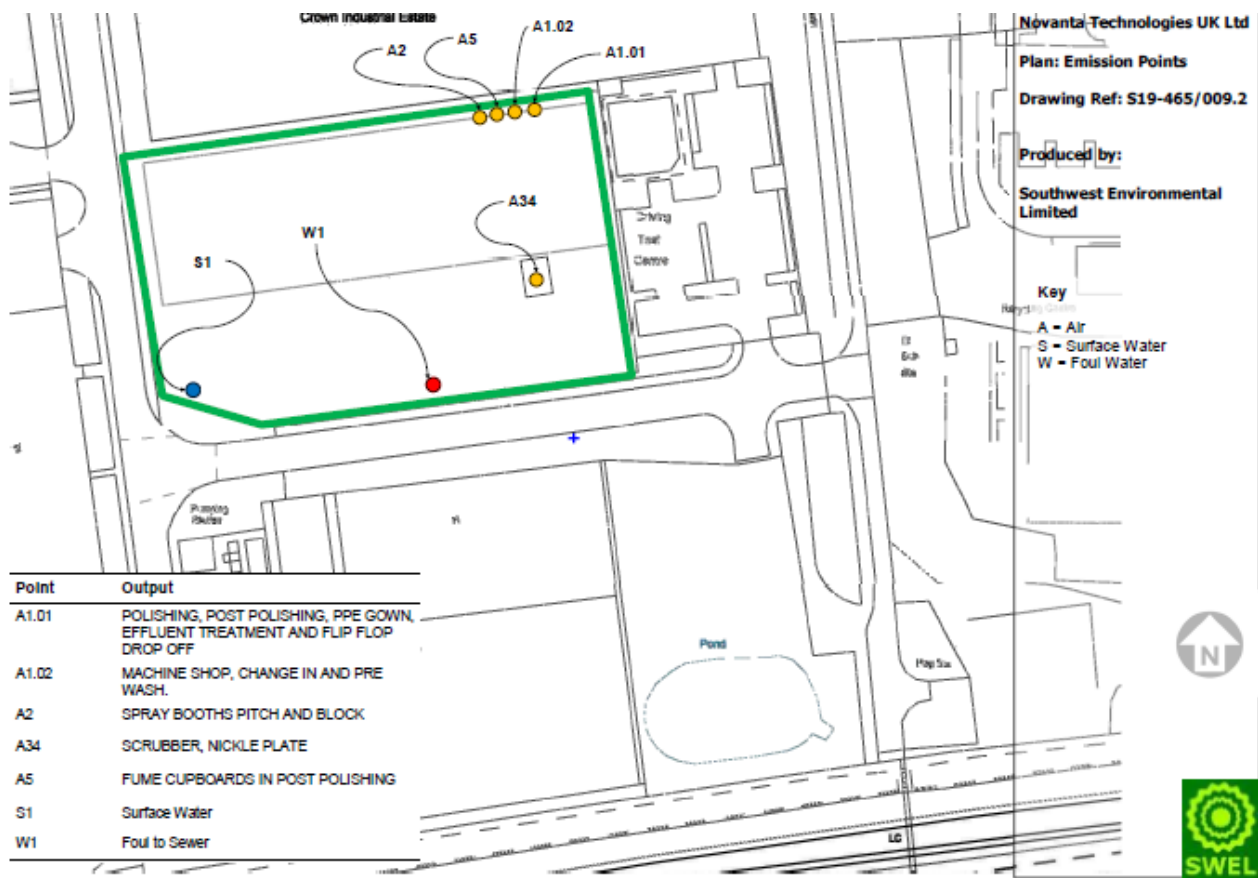 Crown Industrial Estate
A2
A5
A1.02
A1.01
A34
W1
S1
Driving
Test
Centre
Pond
LC
Novanta Technologies UK Ltd
Plan: Emission Points
Drawing Ref: S19-465/009.2
Produced by:
Southwest Environmental
Limited
Key
A = Air
S = Surface Water
W = Foul Water
N
Point Output
A1.01 POLISHING, POST POLISHING, PPE GOWN,
EFFLUENT TREATMENT AND FLIP FLOP
DROP OFF
A1.02 MACHINE SHOP, CHANGE IN AND PRE
WASH.
A2 SPRAY BOOTHS PITCH AND BLOCK
A34 SCRUBBER, NICKLE PLATE
A5 FUME CUPBOARDS IN POST POLISHING
S1 Surface Water
W1 Foul to Sewer
SWEL